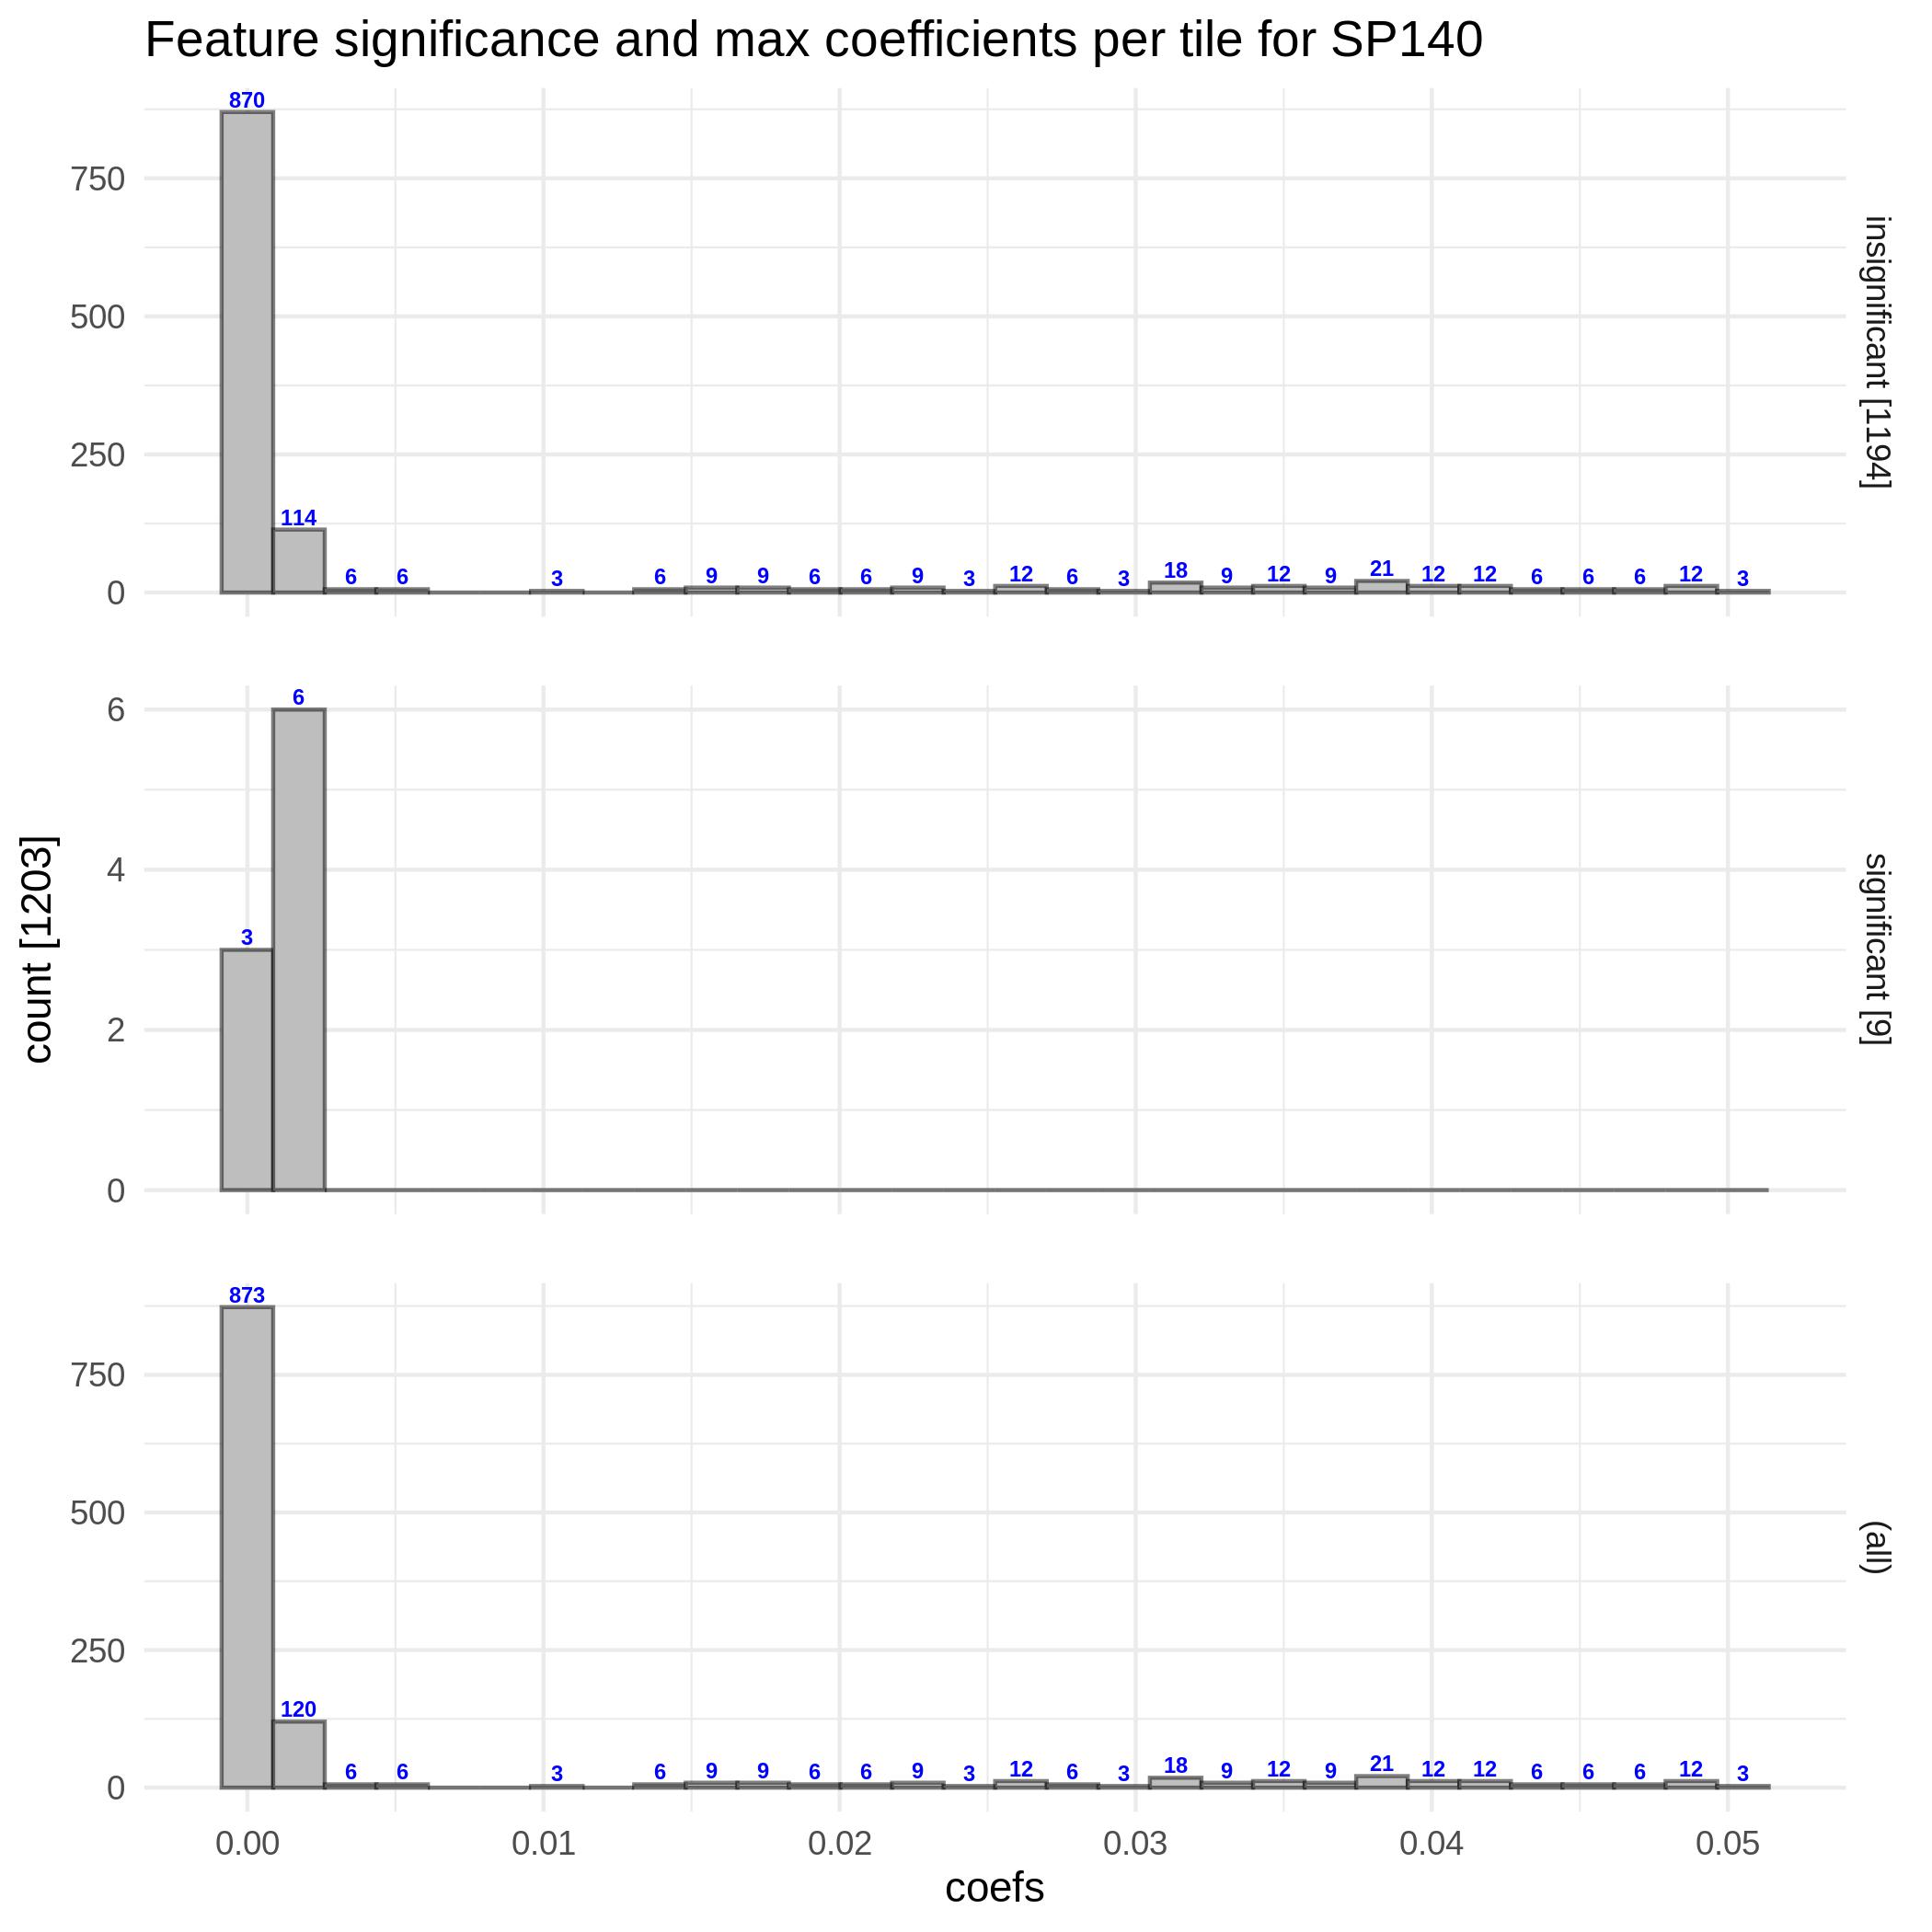 Feature significance and max coefficients per tile for SP140
870
750
500
250
114
6 6 3 6 9 9 6 6 9 3 12 6 3 18 9 12 9 21 12 12 6 6 6 12 3
0
insignificant [1194]
6
6
4
3
2
0
significant [9]
count [1203]
873
750
500
250
120
6 6 3 6 9 9 6 6 9 3 12 6 3 18 9 12 9 21 12 12 6 6 6 12 3
0
(all)
0.00 0.01 0.02 0.03 0.04 0.05
coefs